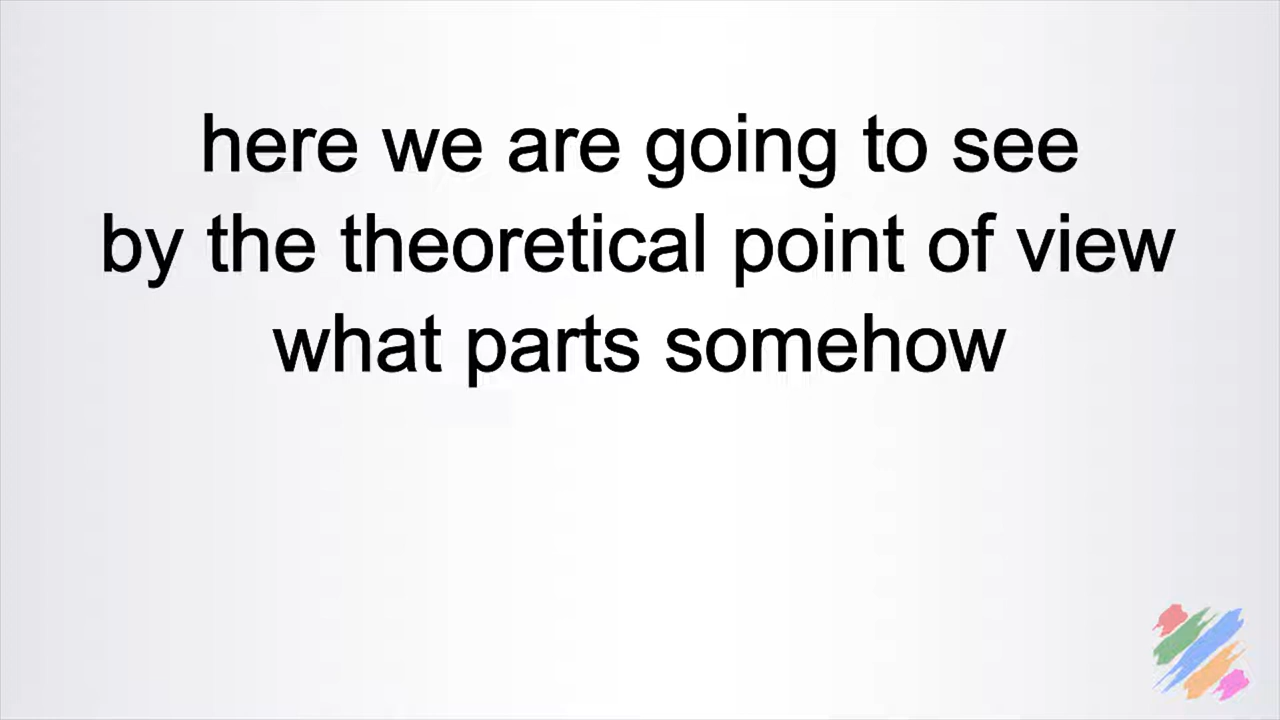 here we are going to see
by the theoretical point of view
what parts somehow